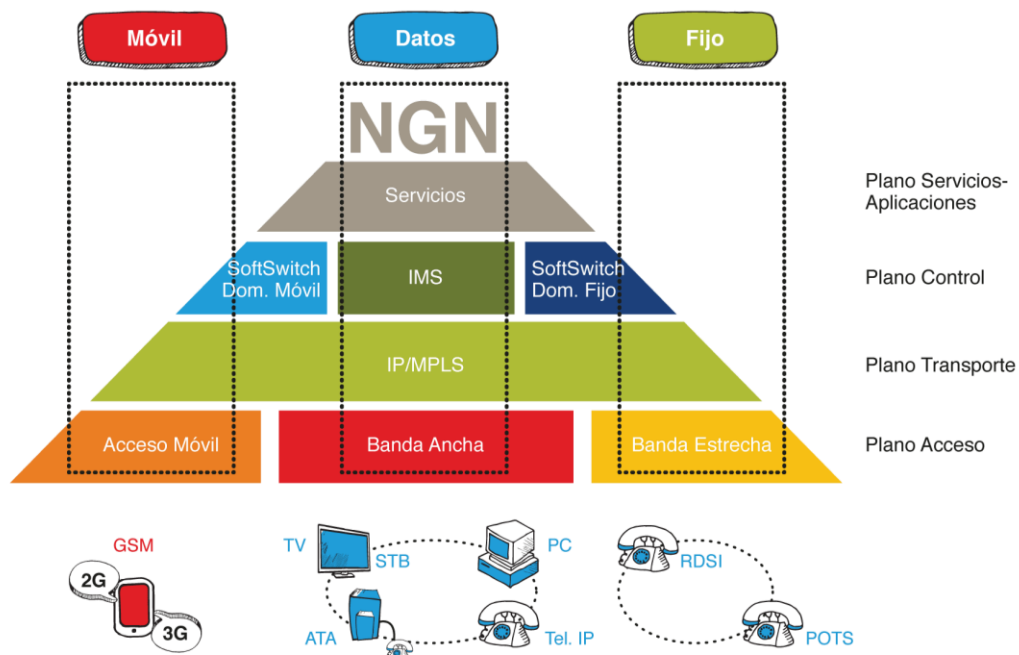 Móvil
Datos
Fijo
NGN
Servicios
Plano Servicios-
Aplicaciones
SoftSwitch
Dom. Móvil
IMS
SoftSwitch
Dom. Fijo
Plano Control
IP/MPLS
Plano Transporte
Acceso Móvil
Banda Ancha
Banda Estrecha
Plano Acceso
GSM
2G
3G
TV
STB
PC
ATA
Tel. IP
RDSI
POTS